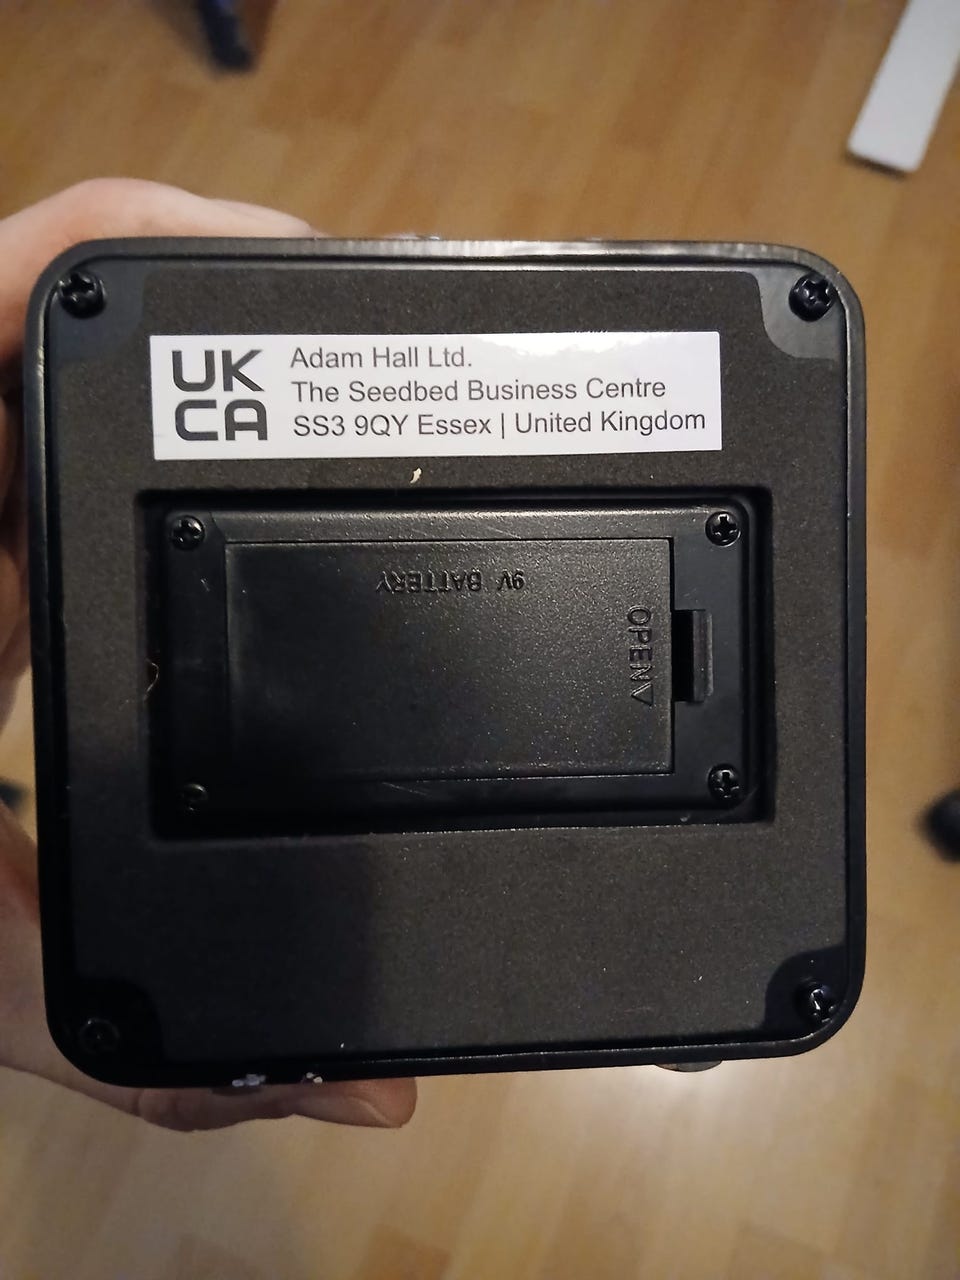 UK
CA
Adam Hall Ltd.
The Seedbed Business Centre
SS3 9QY Essex | United Kingdom
9V BATTERY
OPEN